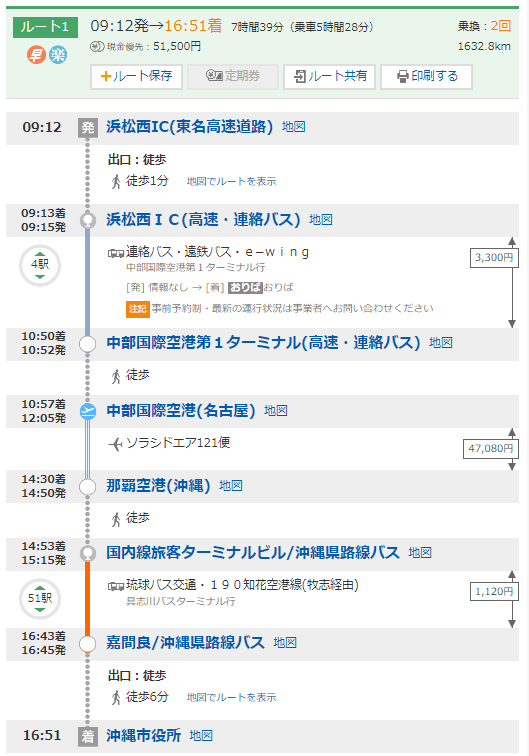 ルート1
09:12発→16:51着 7時間39分（乗車5時間28分） 乗換：2回
早 楽
現金優先：51,500円 1632.8km
ルート保存 定期券 ルート共有 印刷する
09:12 発 浜松西IC(東名高速道路) 地図
出口：徒歩
徒歩1分 地図でルートを表示
09:13着
09:15発
浜松西ＩＣ(高速・連絡バス) 地図
4駅
連絡バス・遠鉄バス・ｅ−ｗｉｎｇ
中部国際空港第１ターミナル行
[発] 情報なし → [着] おりばおりば
注記 事前予約制・最新の運行状況は事業者へお問い合わせください
3,300円
10:50着
10:52発
中部国際空港第１ターミナル(高速・連絡バス) 地図
徒歩
10:57着
12:05発
中部国際空港(名古屋) 地図
ソラシドエア121便
47,080円
14:30着
14:50発
那覇空港(沖縄) 地図
徒歩
14:53着
15:15発
国内線旅客ターミナルビル/沖縄県路線バス 地図
51駅
琉球バス交通・１９０知花空港線(牧志経由)
具志川バスターミナル行
1,120円
16:43着
16:45発
嘉間良/沖縄県路線バス 地図
出口：徒歩
徒歩6分 地図でルートを表示
16:51 着 沖縄市役所 地図